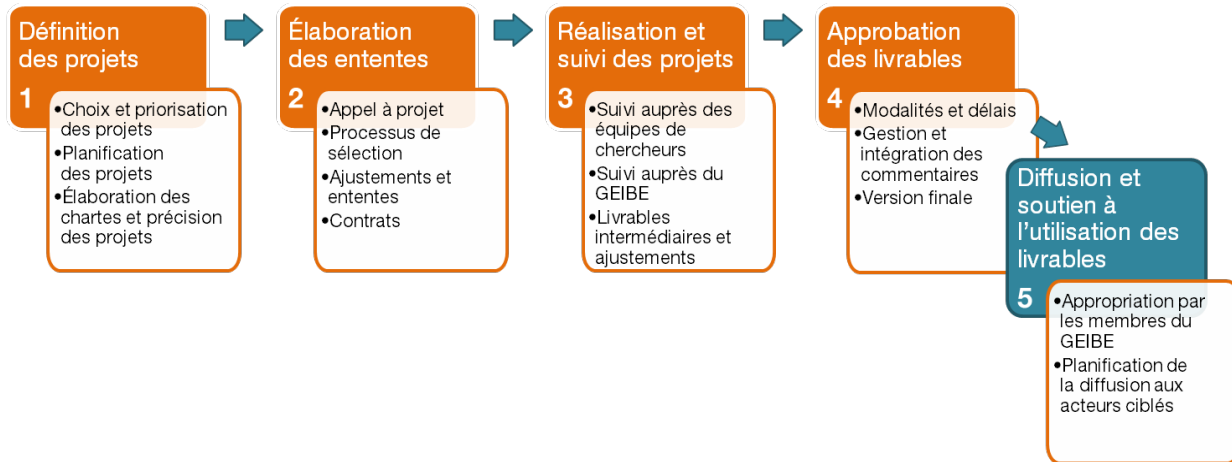 Définition
des projets
1
•Choix et priorisation
des projets
•Planification
des projets
•Élaboration des
chartes et précision
des projets
Élaboration
des ententes
2
•Appel à projet
•Processus de
sélection
•Ajustements et
ententes
•Contrats
Réalisation et
suivi des projets
3
•Suivi auprès des
équipes de
chercheurs
•Suivi auprès du
GEIBE
•Livrables
intermédiaires et
ajustements
Approbation
des livrables
4
•Modalités et délais
•Gestion et
intégration des
commentaires
•Version finale
Diffusion et
soutien à
l’utilisation des
livrables
5
•Appropriation par
les membres du
GEIBE
•Planification de
la diffusion aux
acteurs ciblés